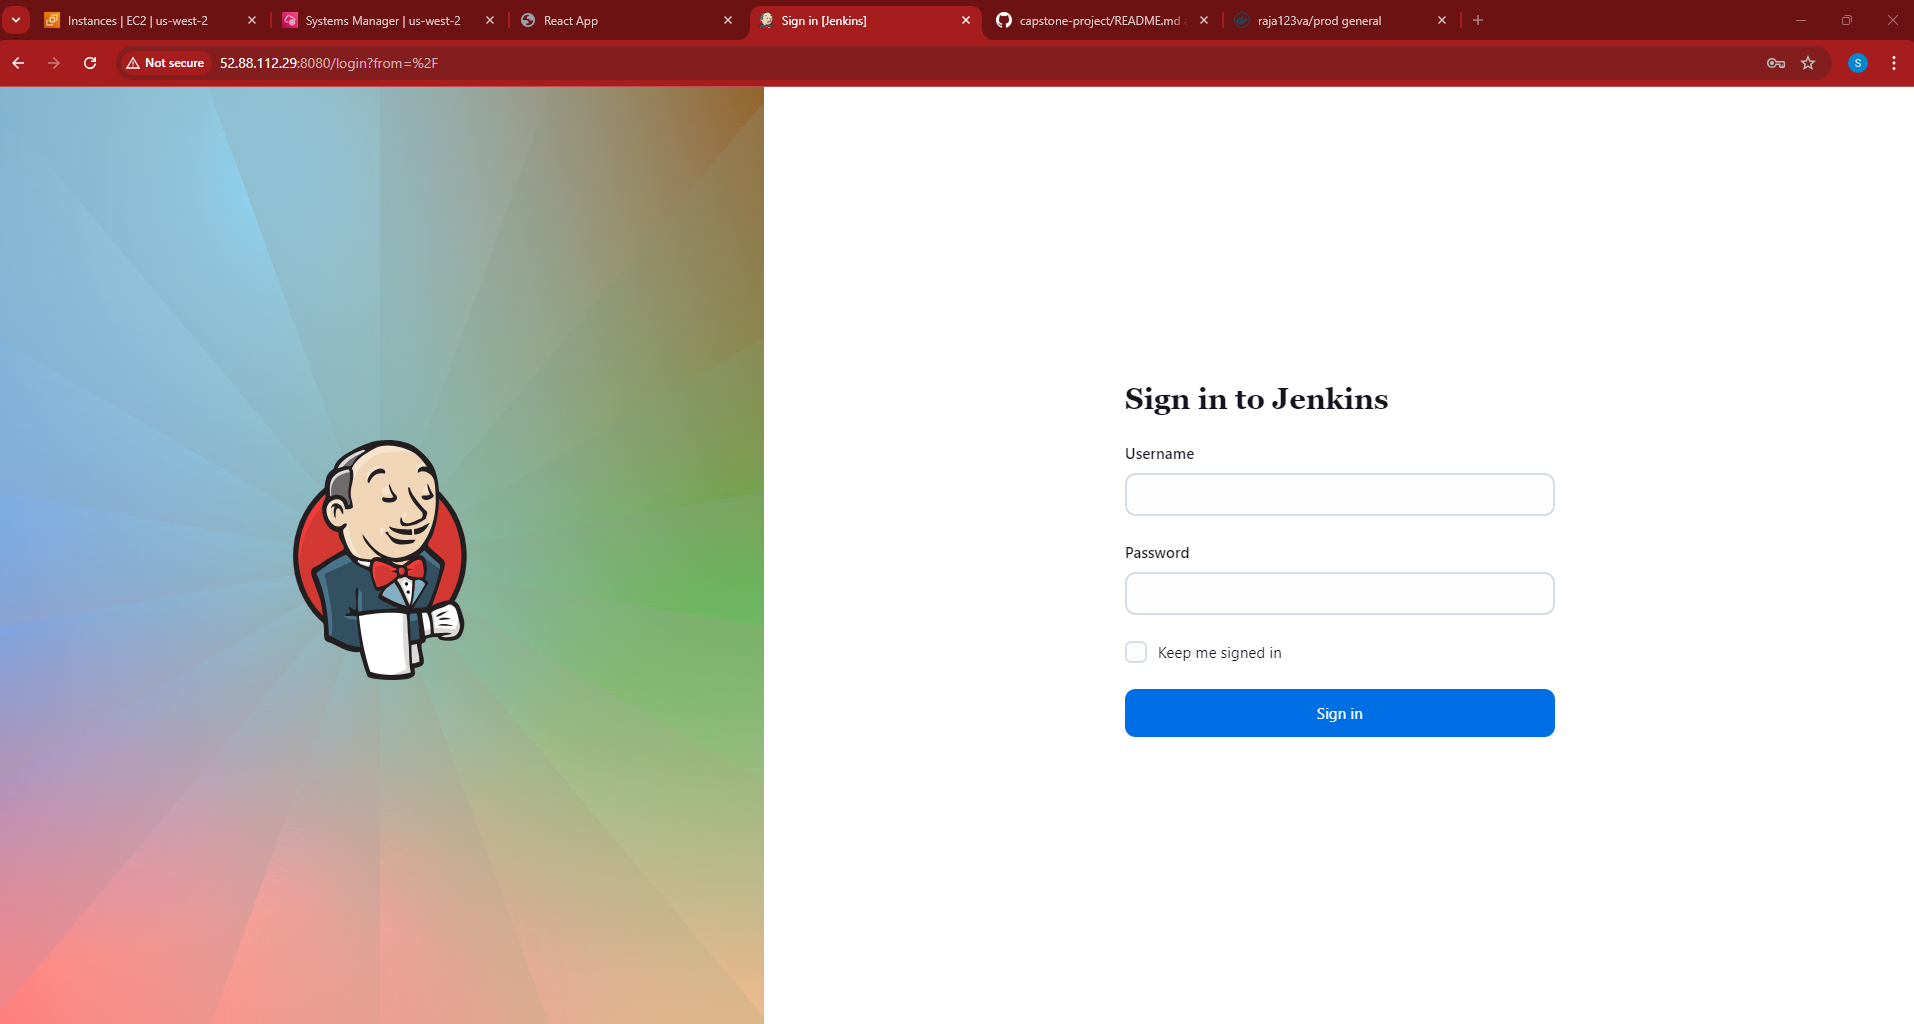 Instances | EC2 | us-west-2
Systems Manager | us-west-2
React App
Sign in [Jenkins]
capstone-project/README.md
raja123va/prod general
Not secure
52.88.112.29:8080/login?from=%2F
S
Sign in to Jenkins
Username
Password
Keep me signed in
Sign in